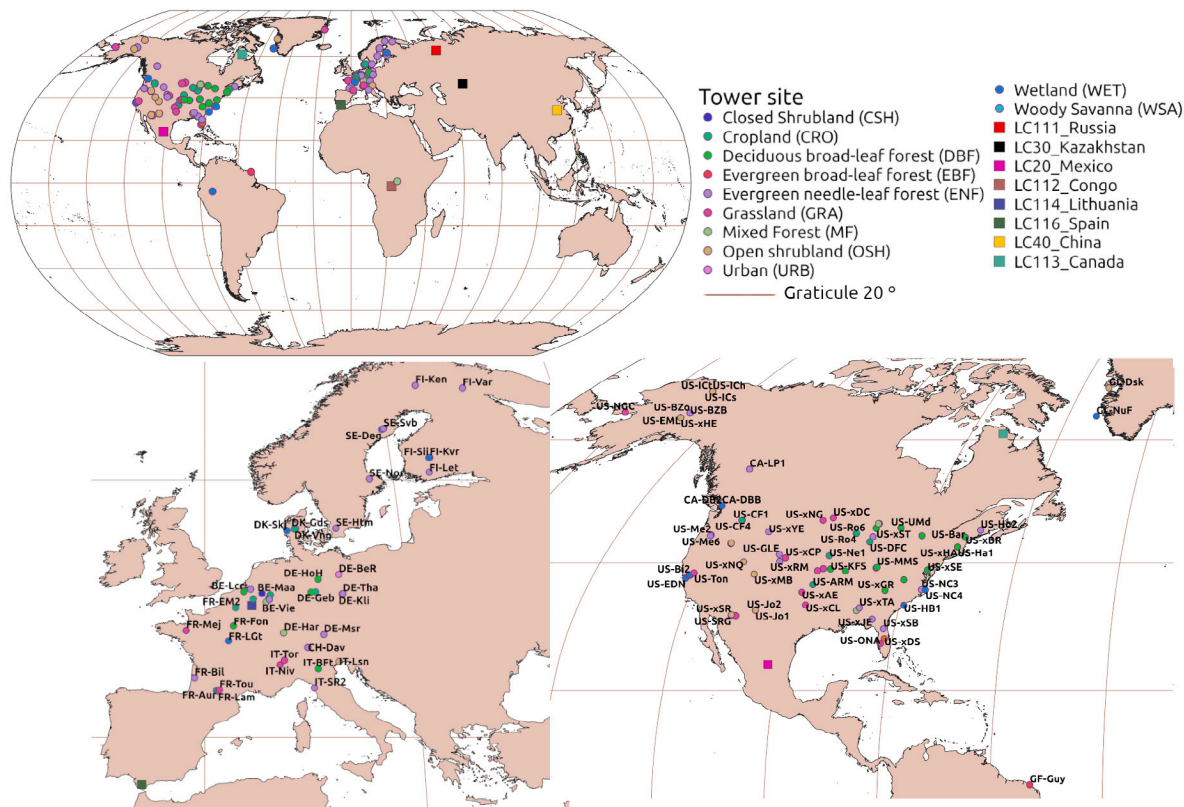 Tower site
Closed Shrubland (CSH)
Cropland (CRO)
Deciduous broad-leaf forest (DBF)
Evergreen broad-leaf forest (EBF)
Evergreen needle-leaf forest (ENF)
Grassland (GRA)
Mixed Forest (MF)
Open shrubland (OSH)
Urban (URB)
Graticule 20 º
Wetland (WET)
Woody Savanna (WSA)
LC111_Russia
LC30_Kazakhstan
LC20_Mexico
LC112_Congo
LC114_Lithuania
LC116_Spain
LC40_China
LC113_Canada
FI-Ken
FI-Var
SE-Svb
SE-Deg
FI-Sii FI-Kvr
FI-Let
SE-Nor
DK-Skj DK-Gds SE-Htm
DK-Vng
DE-HoH DE-BeR
BE-Lcr BE-Maa DE-Geb DE-Tha
FR-EM2 BE-Vie DE-Kli
FR-Mej FR-Fon DE-Har DE-Msr
FR-LGt
CH-Dav
IT-Tor IT-BFt IT-Lsn
IT-Niv
FR-Bil IT-SR2
FR-Aur FR-Tou
FR-Lam
US-ICt US-ICh
US-ICs
US-NGC US-BZo US-BZB
US-EML US-xHE
GL-NuF
CA-LP1
CA-DBB
US-CF1 US-xNG US-xDC
US-Me2 US-CF4 US-xYE US-Ro6 US-UMd US-Ho2
US-Me6 US-Ro4 US-xST US-Bar US-xBR
US-GLE US-xCP US-Ne1 US-DFC US-xHA US-Ha1
US-xNQ US-xRM US-KFS US-MMS US-xSE
US-Bi2 US-Ton US-xMB US-ARM US-xGR US-NC3
US-EDN US-xAE US-NC4
US-xSR US-Jo2 US-xCL US-xTA US-HB1
US-SRG US-Jo1 US-xJE US-xSB
US-ONA US-xDS
GF-Guy